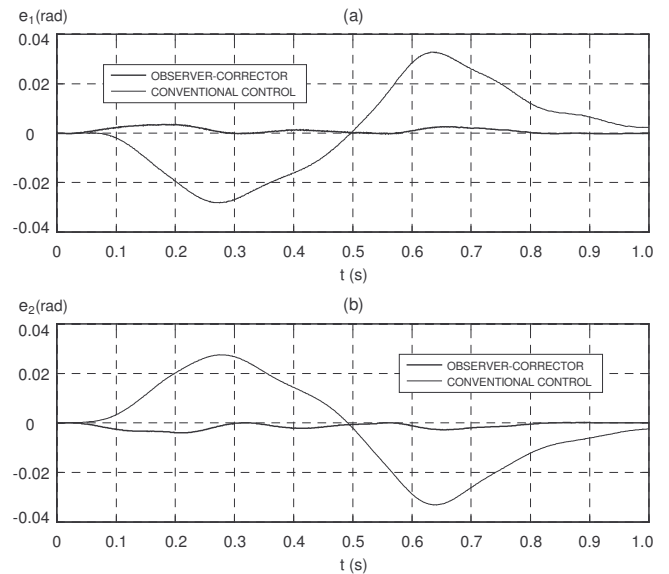 e1(rad)
(a)
0.04
0.02
0
-0.02
-0.04
OBSERVER-CORRECTOR
CONVENTIONAL CONTROL
0 0.1 0.2 0.3 0.4 0.5 0.6 0.7 0.8 0.9 1.0
t (s)
e2(rad)
(b)
0.04
0.02
0
-0.02
-0.04
OBSERVER-CORRECTOR
CONVENTIONAL CONTROL
0 0.1 0.2 0.3 0.4 0.5 0.6 0.7 0.8 0.9 1.0
t (s)